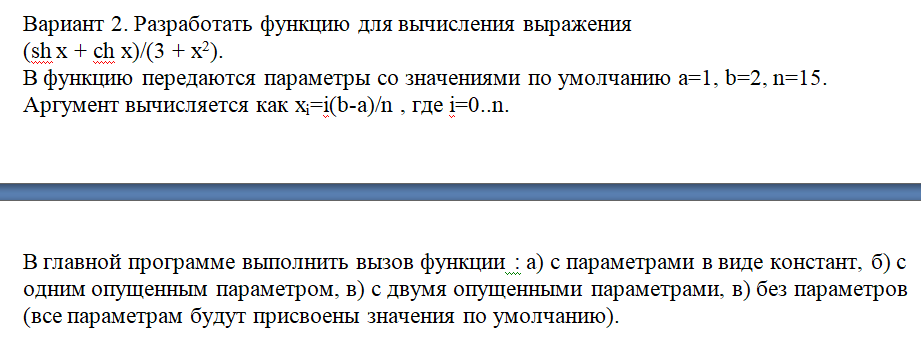 Вариант 2. Разработать функцию для вычисления выражения
(sh x + ch x)/(3 + x²).
В функцию передаются параметры со значениями по умолчанию a=1, b=2, n=15.
Аргумент вычисляется как xᵢ=i(b-a)/n , где i=0..n.
В главной программе выполнить вызов функции : а) с параметрами в виде констант, б) с
одним опущенным параметром, в) с двумя опущенными параметрами, в) без параметров
(все параметрам будут присвоены значения по умолчанию).